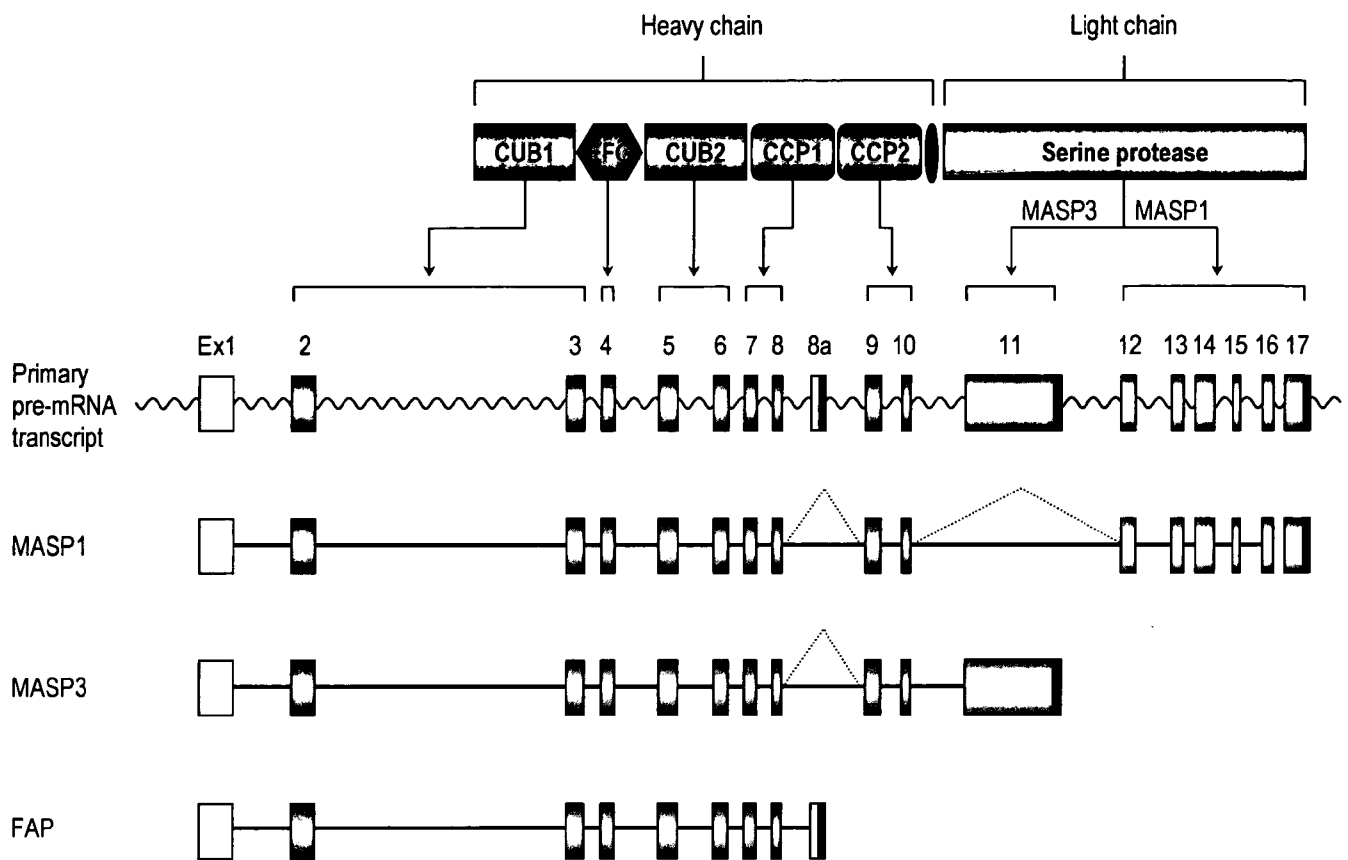 Heavy chain Light chain
CUB1 CUB2 CCP1 CCP2 Serine protease
MASP3 MASP1
Ex1 2 3 4 5 6 7 8 8a 9 10 11 12 13 14 15 16 17
Primary
pre-mRNA
transcript
MASP1
MASP3
FAP